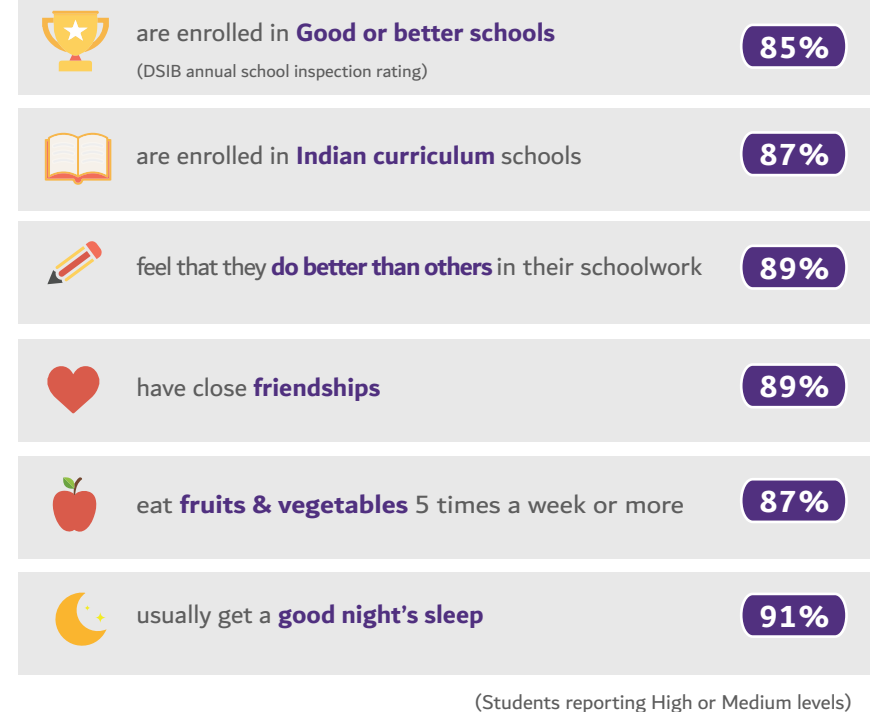 are enrolled in Good or better schools
(DSIB annual school inspection rating)
85%
are enrolled in Indian curriculum schools
87%
feel that they do better than others in their schoolwork
89%
have close friendships
89%
eat fruits & vegetables 5 times a week or more
87%
usually get a good night's sleep
91%
(Students reporting High or Medium levels)